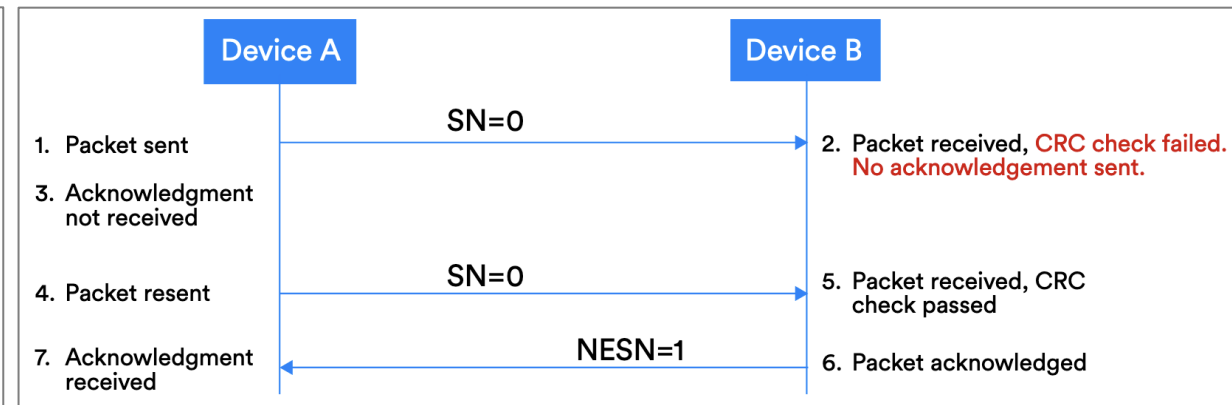 Device A
Device B
SN=0
1. Packet sent
2. Packet received, CRC check failed.
No acknowledgement sent.
3. Acknowledgment
not received
SN=0
4. Packet resent
5. Packet received, CRC
check passed
NESN=1
6. Packet acknowledged
7. Acknowledgment
received